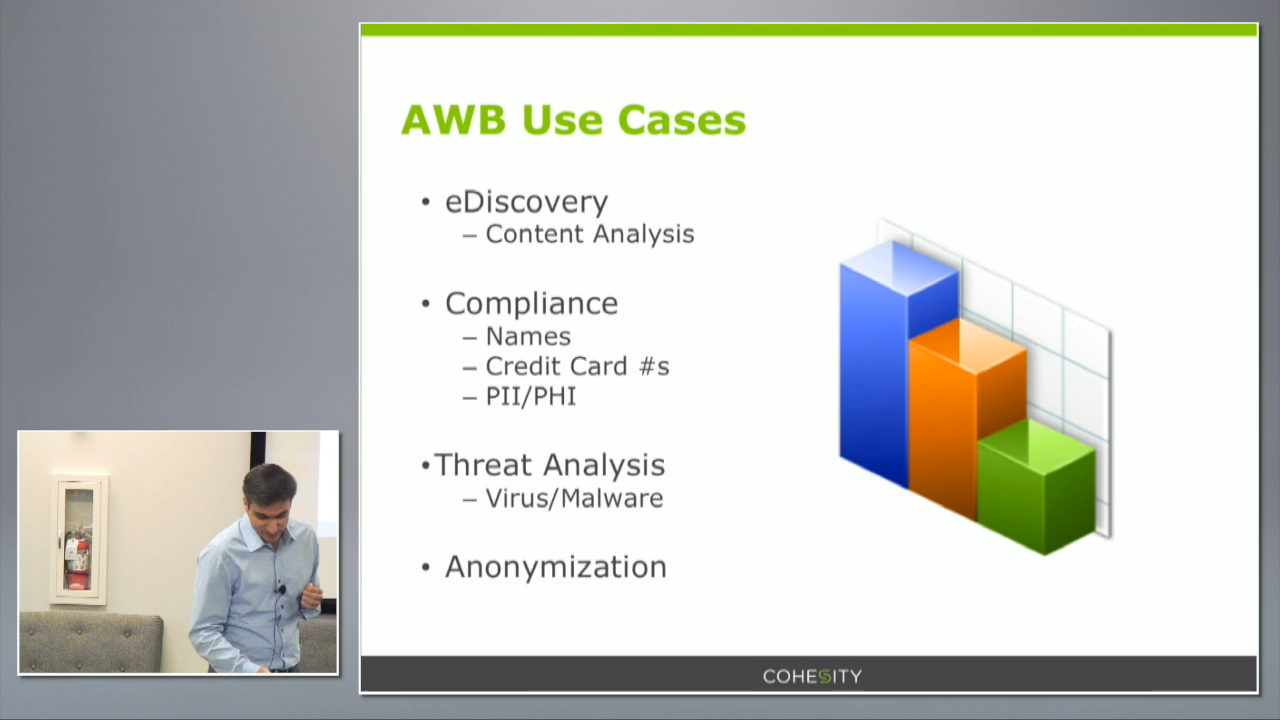 AWB Use Cases
• eDiscovery
– Content Analysis
• Compliance
– Names
– Credit Card #s
– PII/PHI
•Threat Analysis
– Virus/Malware
• Anonymization
COHESITY